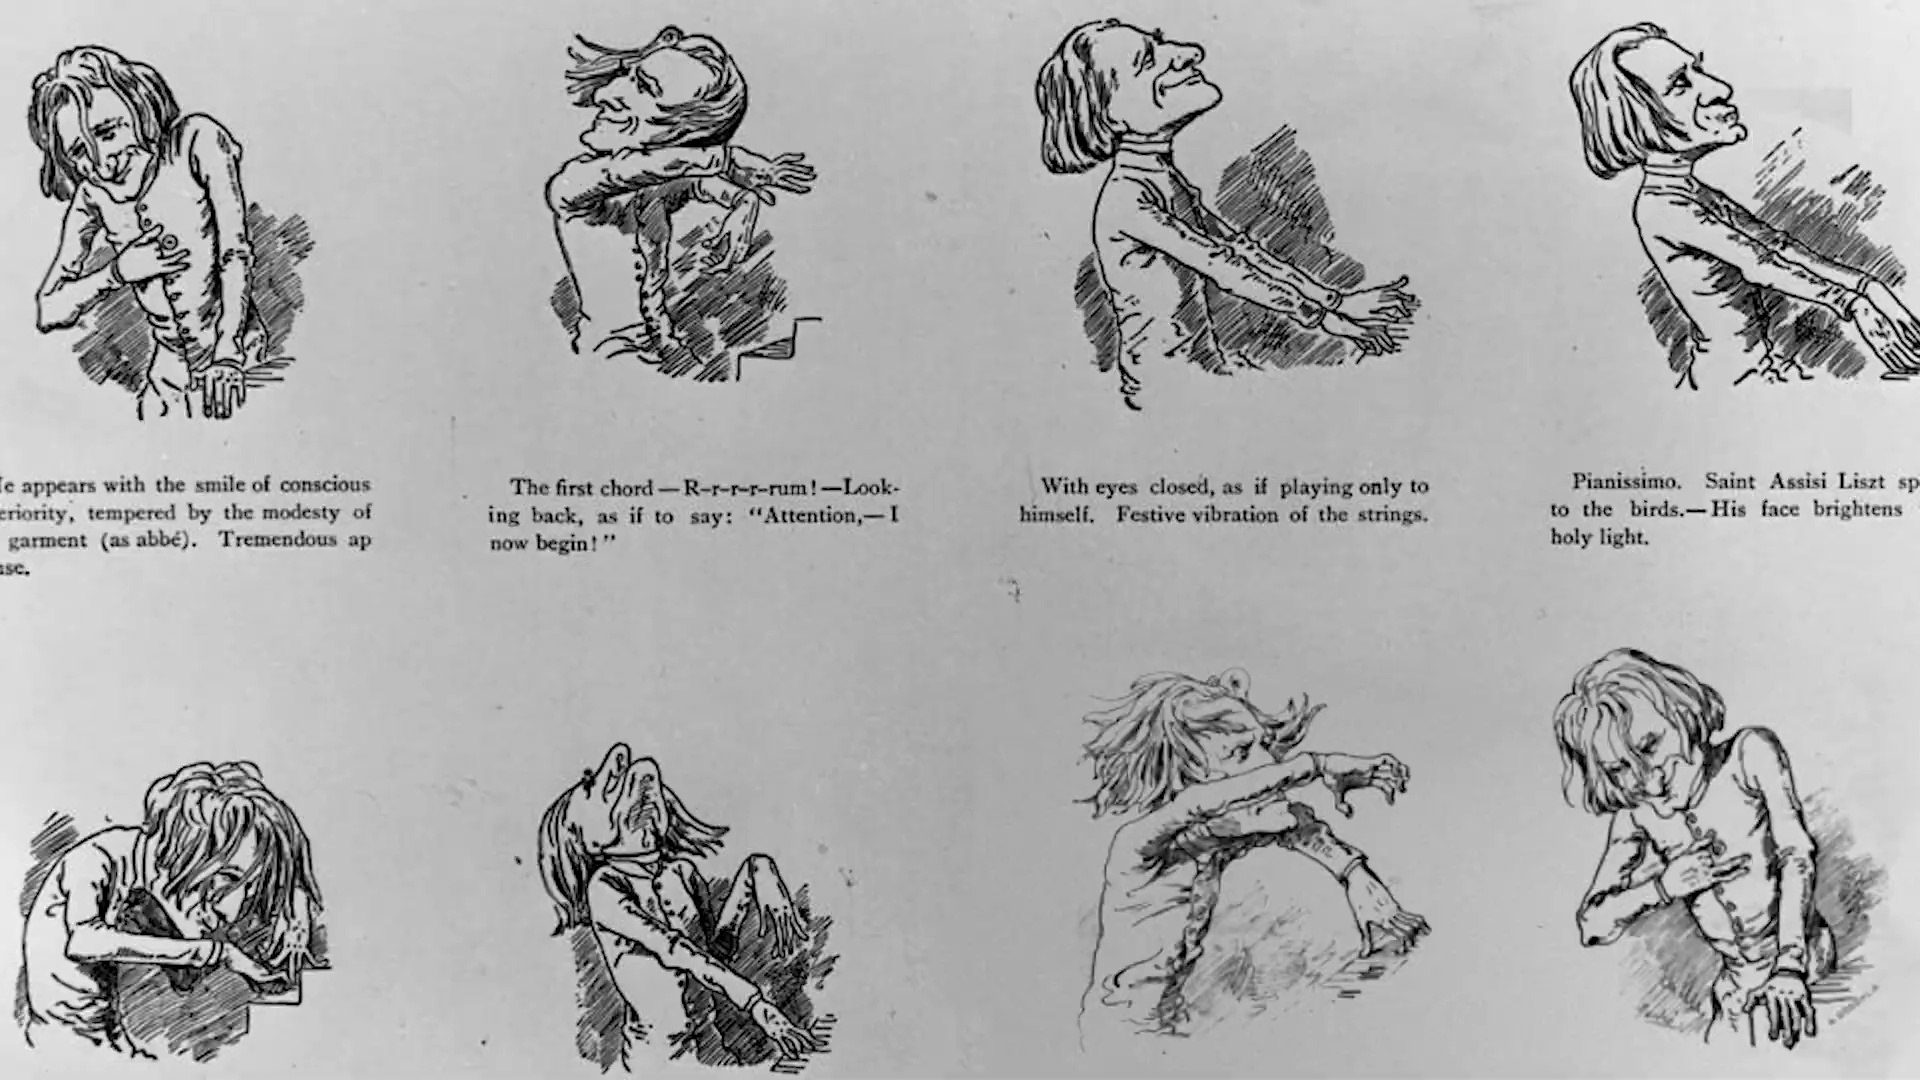 He appears with the smile of conscious
eriority, tempered by the modesty of
garment (as abbé). Tremendous ap
ase.
The first chord — R-r-r-r-rum! — Look-
ing back, as if to say: “Attention,— I
now begin!”
With eyes closed, as if playing only to
himself. Festive vibration of the strings.
Pianissimo. Saint Assisi Liszt sp
to the birds.— His face brightens
holy light.